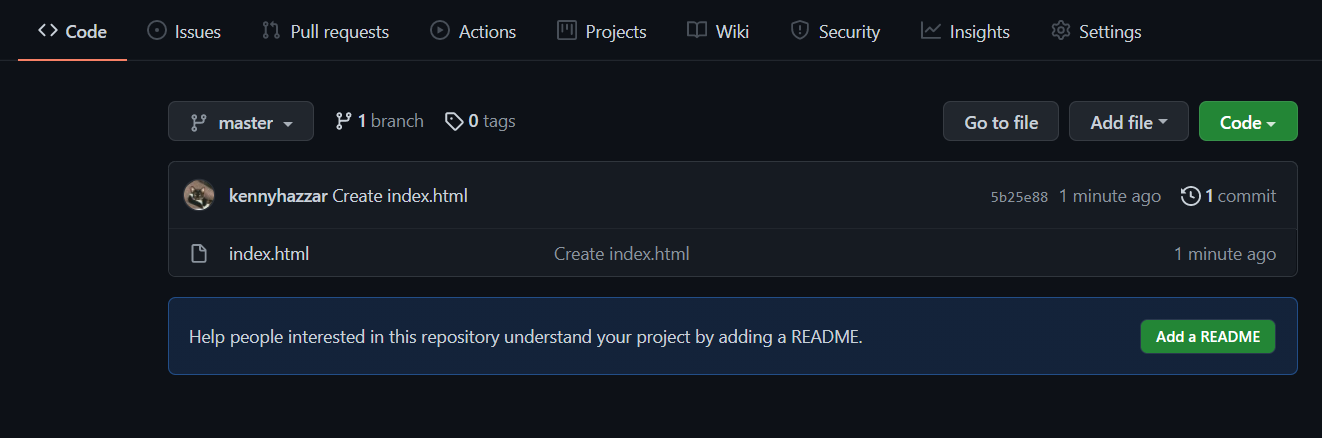 Code Issues Pull requests Actions Projects Wiki Security Insights Settings
master 1 branch 0 tags Go to file Add file Code
kennyhazzar Create index.html 5b25e88 1 minute ago 1 commit
index.html Create index.html 1 minute ago
Help people interested in this repository understand your project by adding a README. Add a README